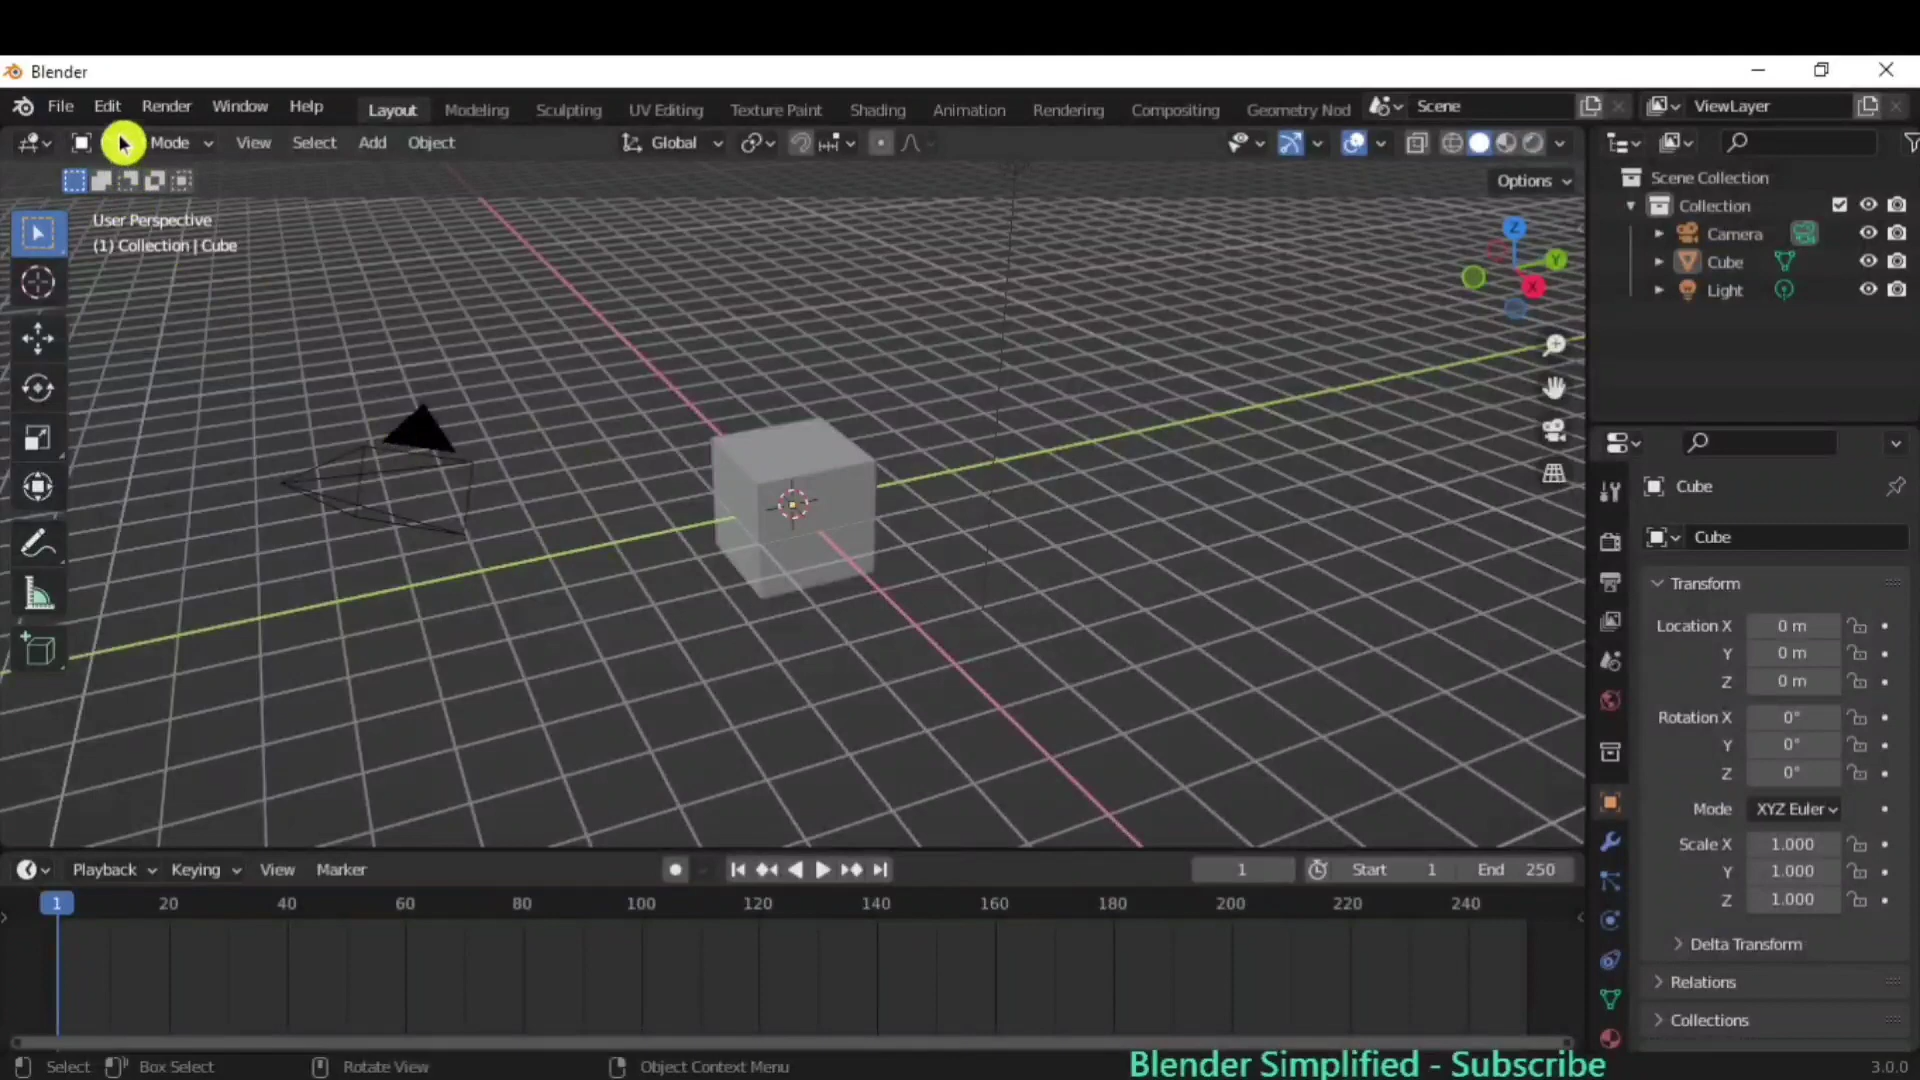 Blender
File Edit Render Window Help Layout Modeling Sculpting UV Editing Texture Paint Shading Animation Rendering Compositing Geometry Nod Scene ViewLayer
Mode View Select Add Object Global
Options
User Perspective
(1) Collection | Cube
Z
Y
X
Scene Collection
Collection
Camera
Cube
Light
Cube
Cube
Transform
Location X 0 m
Y 0 m
Z 0 m
Rotation X 0°
Y 0°
Z 0°
Mode XYZ Euler
Scale X 1.000
Y 1.000
Z 1.000
Delta Transform
Relations
Collections
Playback Keying View Marker 1 Start 1 End 250
1 20 40 60 80 100 120 140 160 180 200 220 240
Select Box Select Rotate View Object Context Menu
Blender Simplified - Subscribe
3.0.0